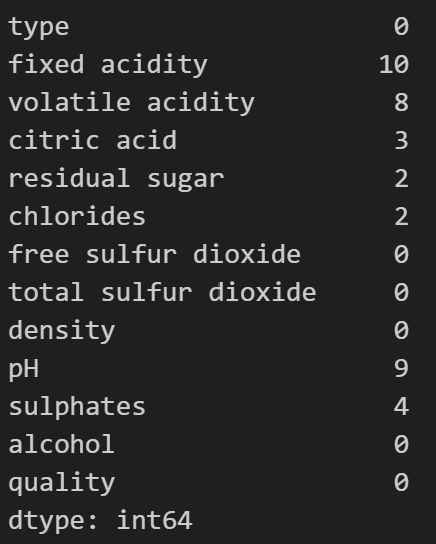 type 0
fixed acidity 10
volatile acidity 8
citric acid 3
residual sugar 2
chlorides 2
free sulfur dioxide 0
total sulfur dioxide 0
density 0
pH 9
sulphates 4
alcohol 0
quality 0
dtype: int64